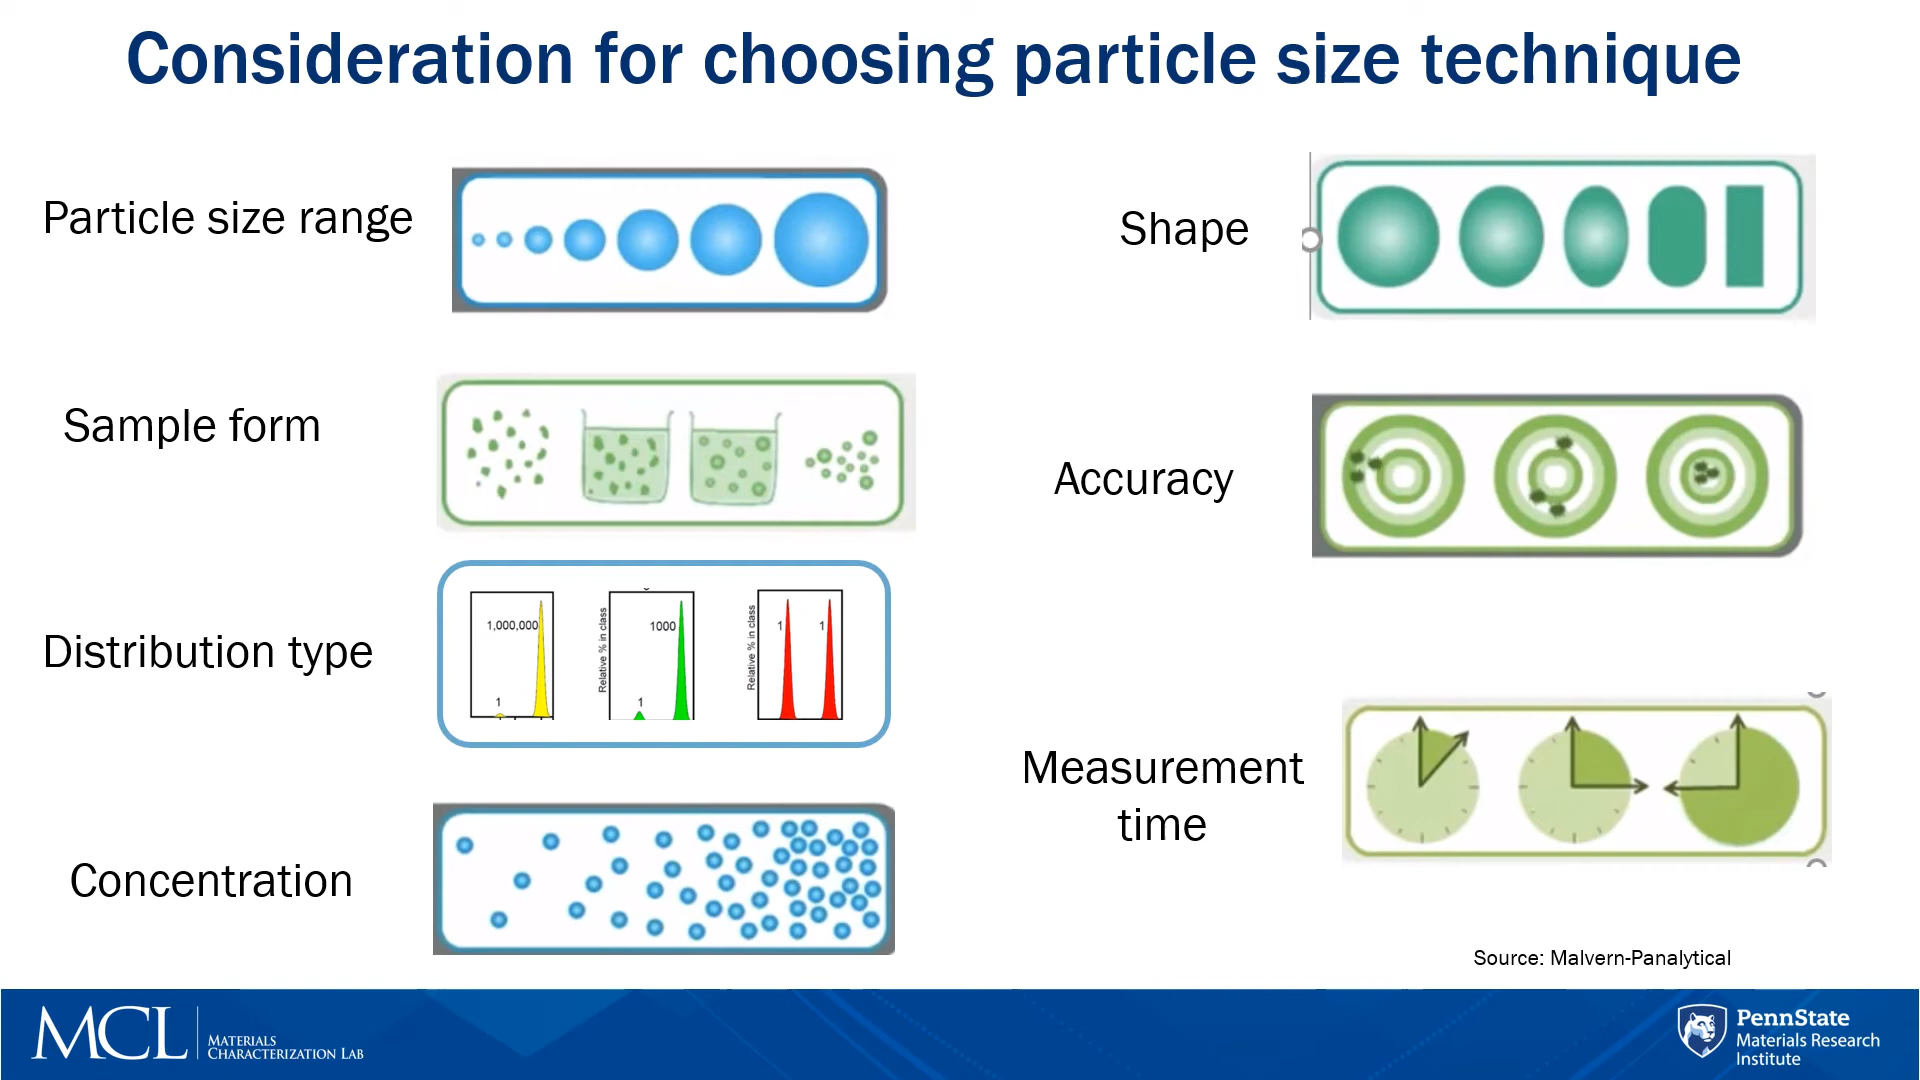 Consideration for choosing particle size technique
Particle size range
Shape
Sample form
Accuracy
Distribution type
1,000,000
1
Relative % in class
1000
1
Relative % in class
1
1
Measurement
time
Concentration
Source: Malvern-Panalytical
MCL
MATERIALS
CHARACTERIZATION LAB
PennState
Materials Research
Institute